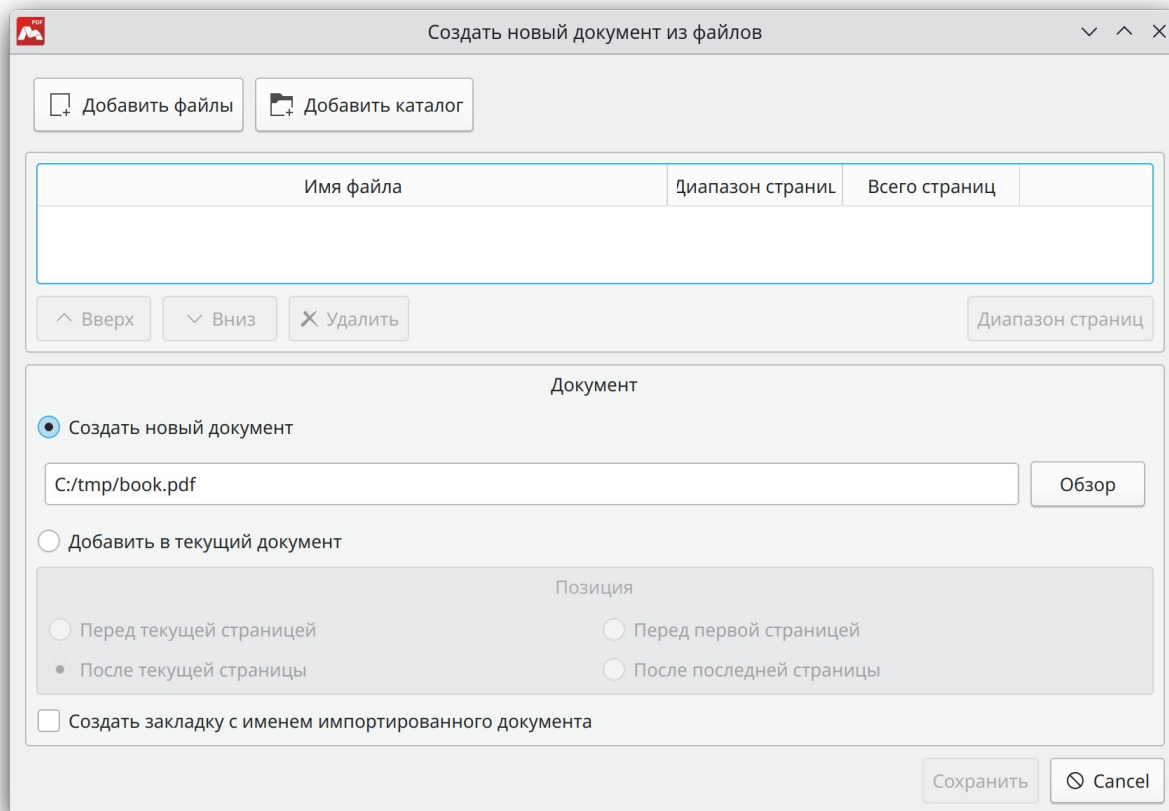 PDF
Создать новый документ из файлов
Добавить файлы Добавить каталог
Имя файла Диапазон страниц Всего страниц
Вверх Вниз Удалить Диапазон страниц
Документ
Создать новый документ
C:/tmp/book.pdf Обзор
Добавить в текущий документ
Позиция
Перед текущей страницей Перед первой страницей
После текущей страницы После последней страницы
Создать закладку с именем импортированного документа
Сохранить Cancel